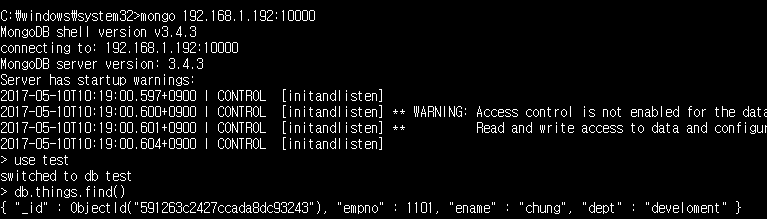 C:₩windows₩system32>mongo 192.168.1.192:10000
MongoDB shell version v3.4.3
connecting to: 192.168.1.192:10000
MongoDB server version: 3.4.3
Server has startup warnings:
2017-05-10T10:19:00.597+0900 I CONTROL  [initandlisten]
2017-05-10T10:19:00.600+0900 I CONTROL  [initandlisten] ** WARNING: Access control is not enabled for the data
2017-05-10T10:19:00.601+0900 I CONTROL  [initandlisten] **          Read and write access to data and configur
2017-05-10T10:19:00.604+0900 I CONTROL  [initandlisten]
> use test
switched to db test
> db.things.find()
{ "_id" : ObjectId("591263c2427ccada8dc93243"), "empno" : 1101, "ename" : "chung", "dept" : "develoment" }